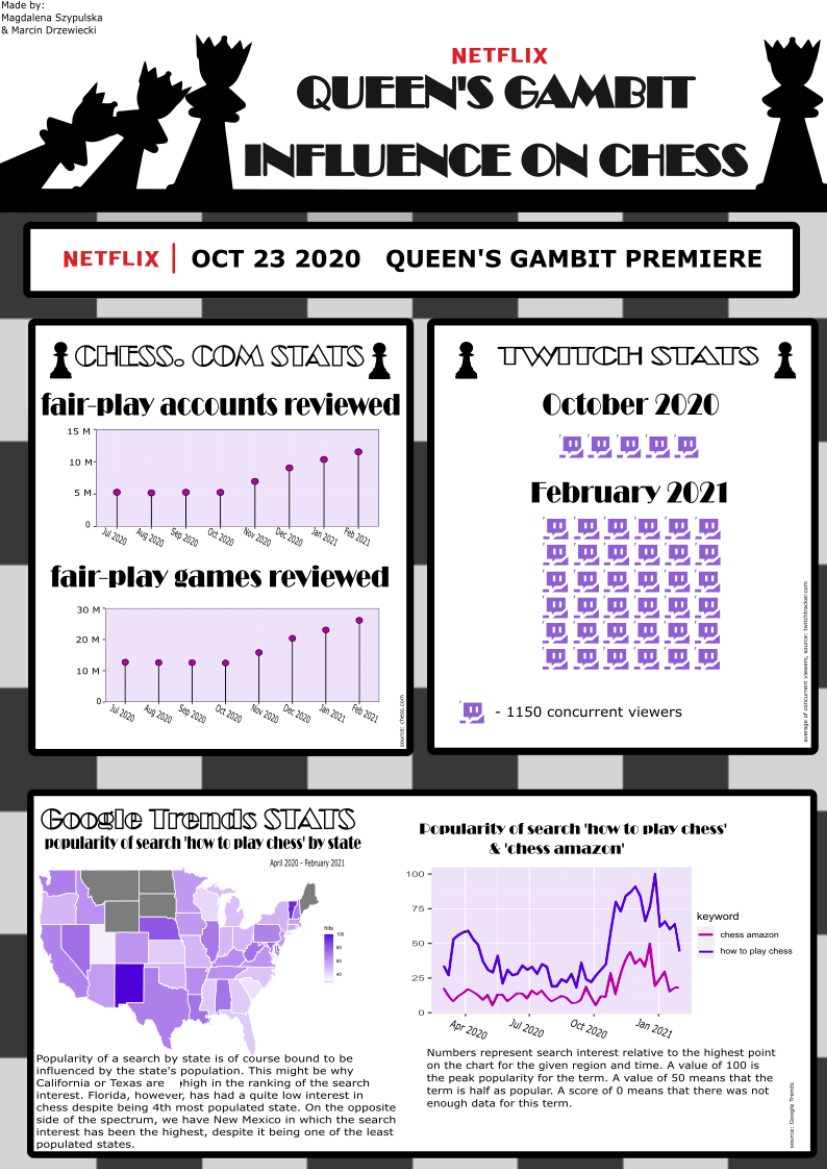 Made by:
Magdalena Szypulska
& Marcin Drzewiecki
NETFLIX
QUEEN'S GAMBIT
INFLUENCE ON CHESS
NETFLIX | OCT 23 2020 QUEEN'S GAMBIT PREMIERE
CHESS. COM STATS
fair-play accounts reviewed
15 M
10 M
5 M
0
Jul 2020
Aug 2020
Sep 2020
Oct 2020
Nov 2020
Dec 2020
Jan 2021
Feb 2021
fair-play games reviewed
30 M
20 M
10 M
0
Jul 2020
Aug 2020
Sep 2020
Oct 2020
Nov 2020
Dec 2020
Jan 2021
Feb 2021
source: chess.com
TWITCH STATS
October 2020
February 2021
- 1150 concurrent viewers
average of concurrent viewers, source: twitchtracker.com
Google Trends STATS
popularity of search 'how to play chess' by state
April 2020 - February 2021
hits
100
80
60
40
Popularity of a search by state is of course bound to be
influenced by the state's population. This might be why
California or Texas are high in the ranking of the search
interest. Florida, however, has had a quite low interest in
chess despite being 4th most populated state. On the opposite
side of the spectrum, we have New Mexico in which the search
interest has been the highest, despite it being one of the least
populated states.
Popularity of search 'how to play chess'
& 'chess amazon'
100
75
50
25
0
Apr 2020
Jul 2020
Oct 2020
Jan 2021
keyword
chess amazon
how to play chess
Numbers represent search interest relative to the highest point
on the chart for the given region and time. A value of 100 is
the peak popularity for the term. A value of 50 means that the
term is half as popular. A score of 0 means that there was not
enough data for this term.
source: Google Trends